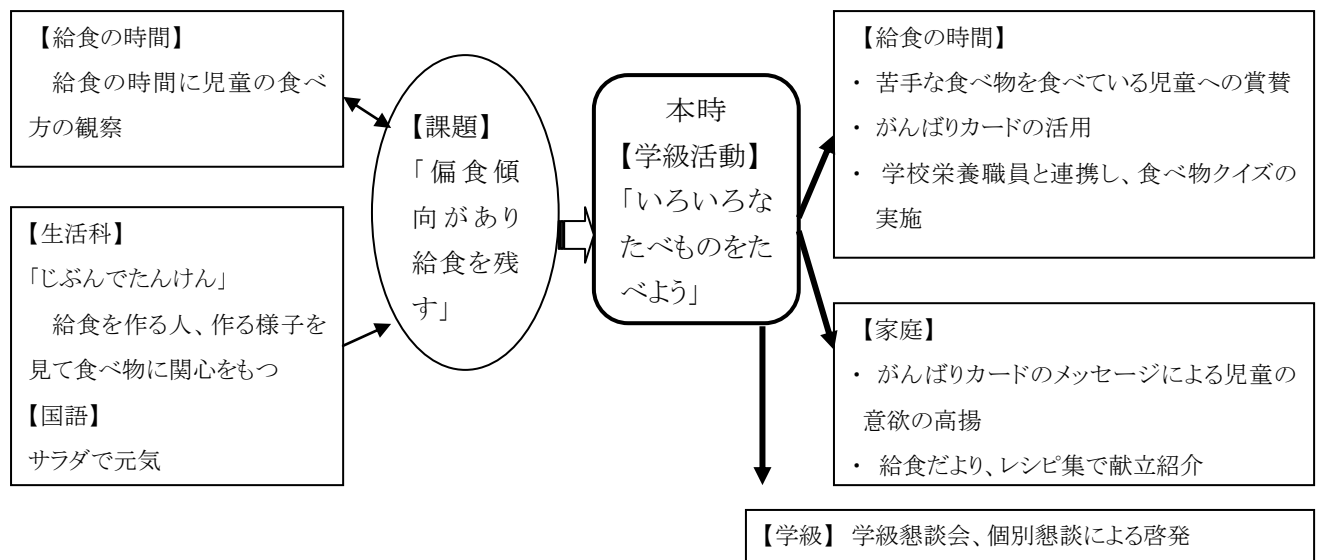 【給食の時間】
給食の時間に児童の食べ
方の観察
【生活科】
「じぶんでたんけん」
給食を作る人、作る様子を
見て食べ物に関心をもつ
【国語】
サラダで元気
【課題】
「偏食傾
向があり
給食を残
す」
本時
【学級活動】
「いろいろな
たべものをた
べよう」
【給食の時間】
・ 苦手な食べ物を食べている児童への賞賛
・ がんばりカードの活用
・ 学校栄養職員と連携し、食べ物クイズの
実施
【家庭】
・ がんばりカードのメッセージによる児童の
意欲の高揚
・ 給食だより、レシピ集で献立紹介
【学級】 学級懇談会、個別懇談による啓発